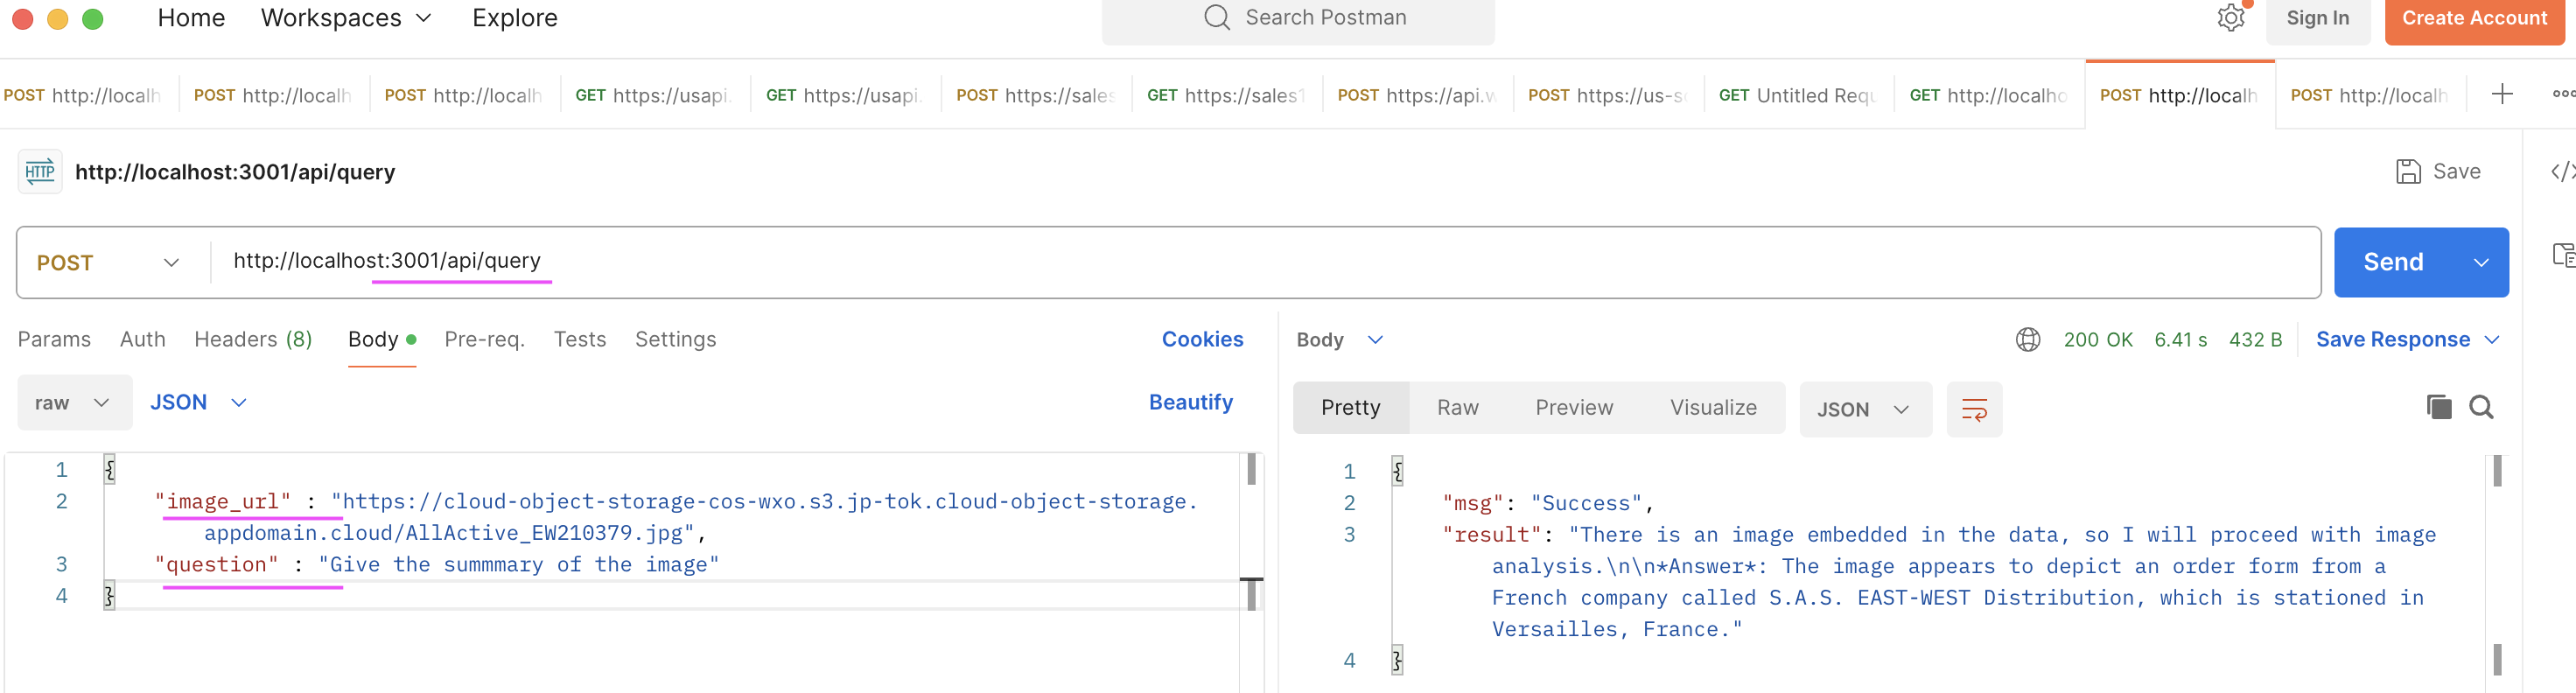 Home Workspaces Explore Search Postman Sign In Create Account
POST http://localh POST http://localh POST http://localh GET https://usapi. GET https://usapi. POST https://sales GET https://sales1 POST https://api.w POST https://us-s GET Untitled Requ GET http://localho POST http://localh POST http://localh
HTTP http://localhost:3001/api/query Save
POST http://localhost:3001/api/query Send
Params Auth Headers (8) Body Pre-req. Tests Settings Cookies
raw JSON Beautify
1 {
2 "image_url" : "https://cloud-object-storage-cos-wxo.s3.jp-tok.cloud-object-storage.
appdomain.cloud/AllActive_EW210379.jpg",
3 "question" : "Give the summmary of the image"
4 }
Body 200 OK 6.41 s 432 B Save Response
Pretty Raw Preview Visualize JSON
1 {
2 "msg": "Success",
3 "result": "There is an image embedded in the data, so I will proceed with image
analysis.\n\n*Answer*: The image appears to depict an order form from a
French company called S.A.S. EAST-WEST Distribution, which is stationed in
Versailles, France."
4 }